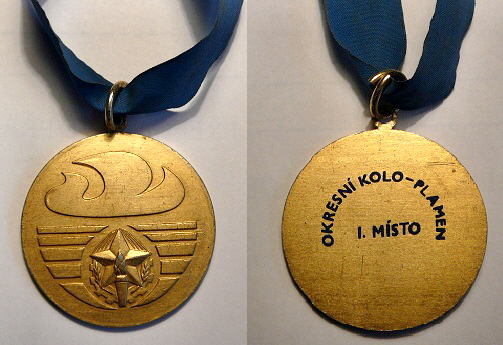 OKRESNÍ KOLO-PLAMEN
I. MÍSTO